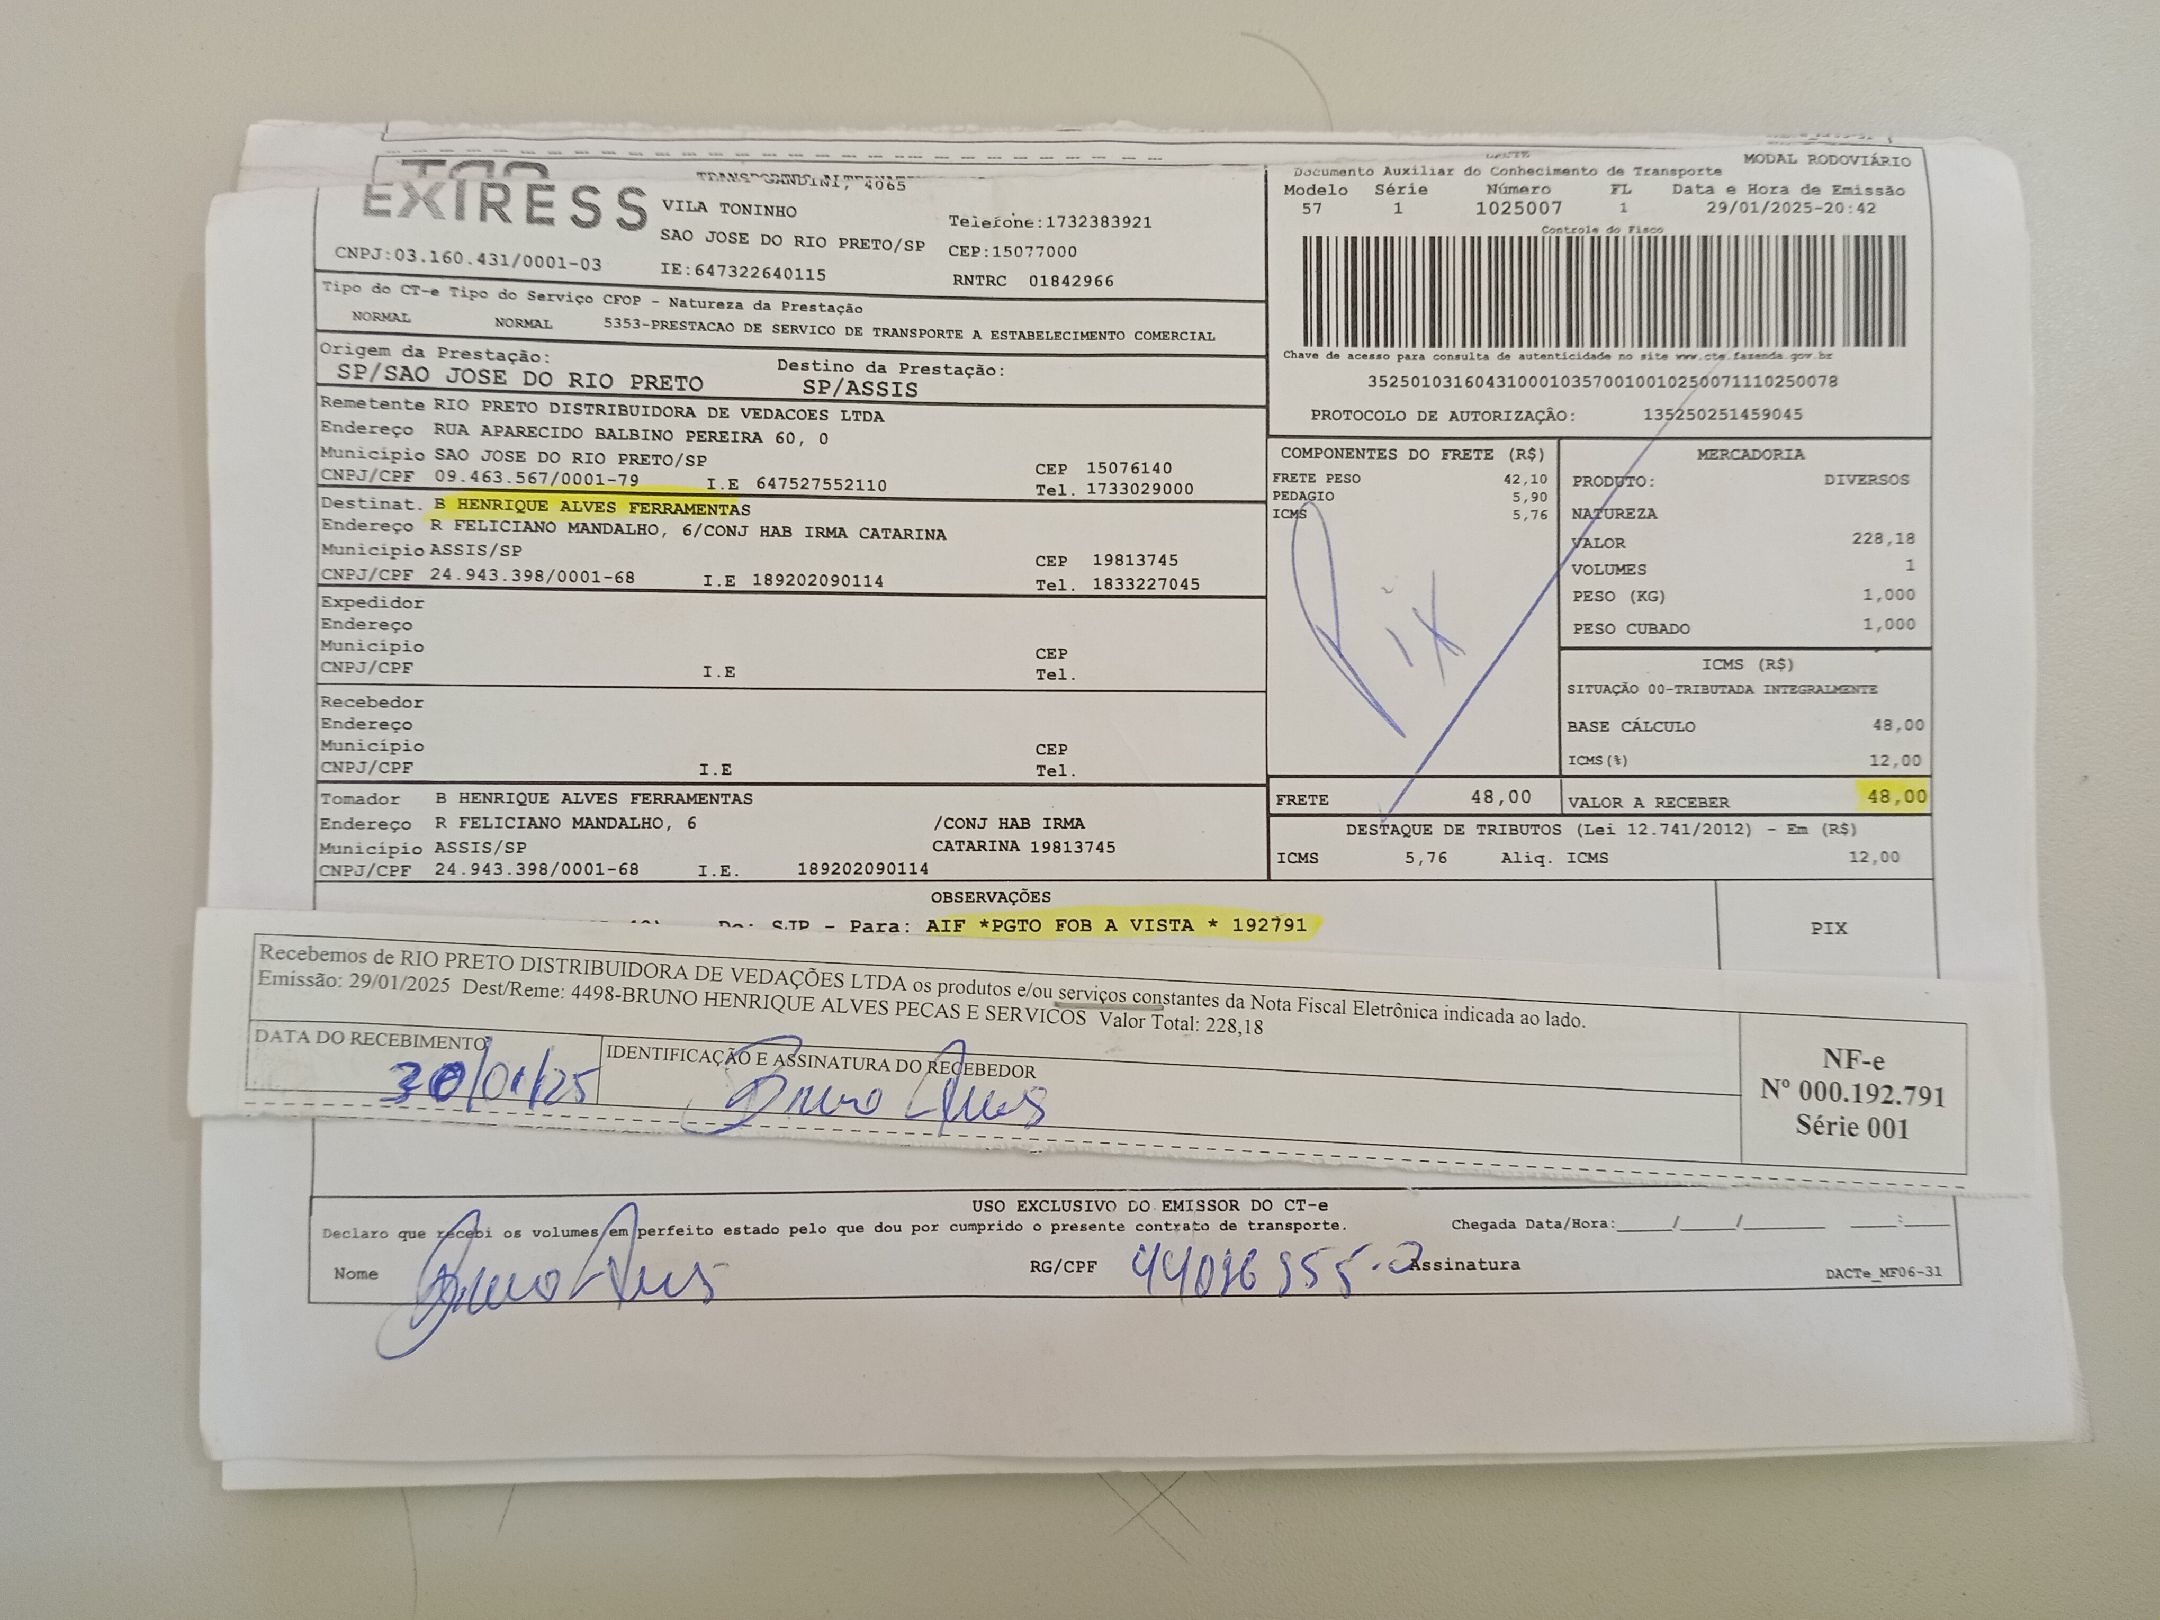 EXPRESS
VILA TONINHO
SAO JOSE DO RIO PRETO/SP
Telefone:1732383921
CEP:15077000
CNPJ:03.160.431/0001-03
IE:647322640115
RNTRC 01842966
Tipo do CT-e Tipo do Serviço CFOP - Natureza da Prestação
NORMAL NORMAL 5353-PRESTACAO DE SERVICO DE TRANSPORTE A ESTABELECIMENTO COMERCIAL
Origem da Prestação: Destino da Prestação:
SP/SAO JOSE DO RIO PRETO SP/ASSIS
Remetente RIO PRETO DISTRIBUIDORA DE VEDACOES LTDA
Endereço RUA APARECIDO BALBINO PEREIRA 60, 0
Município SAO JOSE DO RIO PRETO/SP CEP 15076140
CNPJ/CPF 09.463.567/0001-79 I.E 647527552110 Tel. 1733029000
Destinat. B HENRIQUE ALVES FERRAMENTAS
Endereço R FELICIANO MANDALHO, 6/CONJ HAB IRMA CATARINA
Município ASSIS/SP CEP 19813745
CNPJ/CPF 24.943.398/0001-68 I.E 189202090114 Tel. 1833227045
Expedidor
Endereço
Município CEP
CNPJ/CPF I.E Tel.
Recebedor
Endereço
Município CEP
CNPJ/CPF I.E Tel.
Tomador B HENRIQUE ALVES FERRAMENTAS
Endereço R FELICIANO MANDALHO, 6 /CONJ HAB IRMA
Município ASSIS/SP CATARINA 19813745
CNPJ/CPF 24.943.398/0001-68 I.E. 189202090114
MODAL RODOVIÁRIO
Documento Auxiliar do Conhecimento de Transporte
Modelo Série Número FL Data e Hora de Emissão
57 1 1025007 1 29/01/2025-20:42
Controle do Fisco
Chave de acesso para consulta de autenticidade no site www.cte.fazenda.gov.br
35250103160431000103570010010250071110250078
PROTOCOLO DE AUTORIZAÇÃO: 135250251459045
COMPONENTES DO FRETE (R$)
FRETE PESO 42,10
PEDAGIO 5,90
ICMS 5,76
Pix
MERCADORIA
PRODUTO: DIVERSOS
NATUREZA
VALOR 228,18
VOLUMES 1
PESO (KG) 1,000
PESO CUBADO 1,000
ICMS (R$)
SITUAÇÃO 00-TRIBUTADA INTEGRALMENTE
BASE CÁLCULO 48,00
ICMS(%) 12,00
FRETE 48,00 VALOR A RECEBER 48,00
DESTAQUE DE TRIBUTOS (Lei 12.741/2012) - Em (R$)
ICMS 5,76 Aliq. ICMS 12,00
OBSERVAÇÕES
De: SJP - Para: AIF *PGTO FOB A VISTA * 192791
PIX
Recebemos de RIO PRETO DISTRIBUIDORA DE VEDAÇÕES LTDA os produtos e/ou serviços constantes da Nota Fiscal Eletrônica indicada ao lado.
Emissão: 29/01/2025 Dest/Reme: 4498-BRUNO HENRIQUE ALVES PECAS E SERVICOS Valor Total: 228,18
DATA DO RECEBIMENTO IDENTIFICAÇÃO E ASSINATURA DO RECEBEDOR
30/01/25 Bruno Alves
NF-e
Nº 000.192.791
Série 001
USO EXCLUSIVO DO EMISSOR DO CT-e
Declaro que recebi os volumes em perfeito estado pelo que dou por cumprido o presente contrato de transporte. Chegada Data/Hora:____/____/________ ____:____
Nome Bruno Alves RG/CPF Assinatura
DACTe_MF06-31